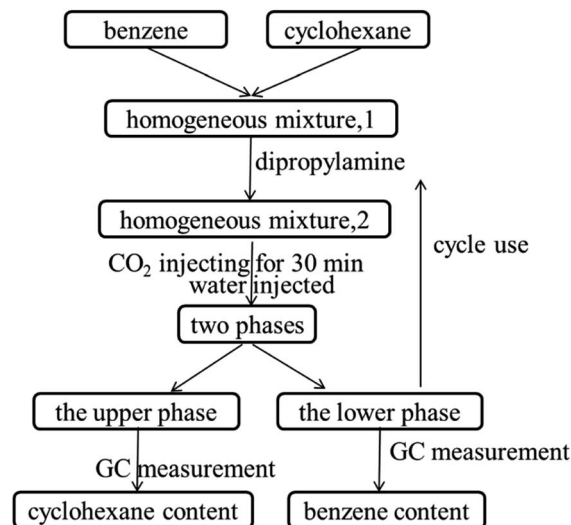 benzene
cyclohexane
homogeneous mixture,1
dipropylamine
homogeneous mixture,2
cycle use
CO₂ injecting for 30 min
water injected
two phases
the upper phase
the lower phase
GC measurement
GC measurement
cyclohexane content
benzene content